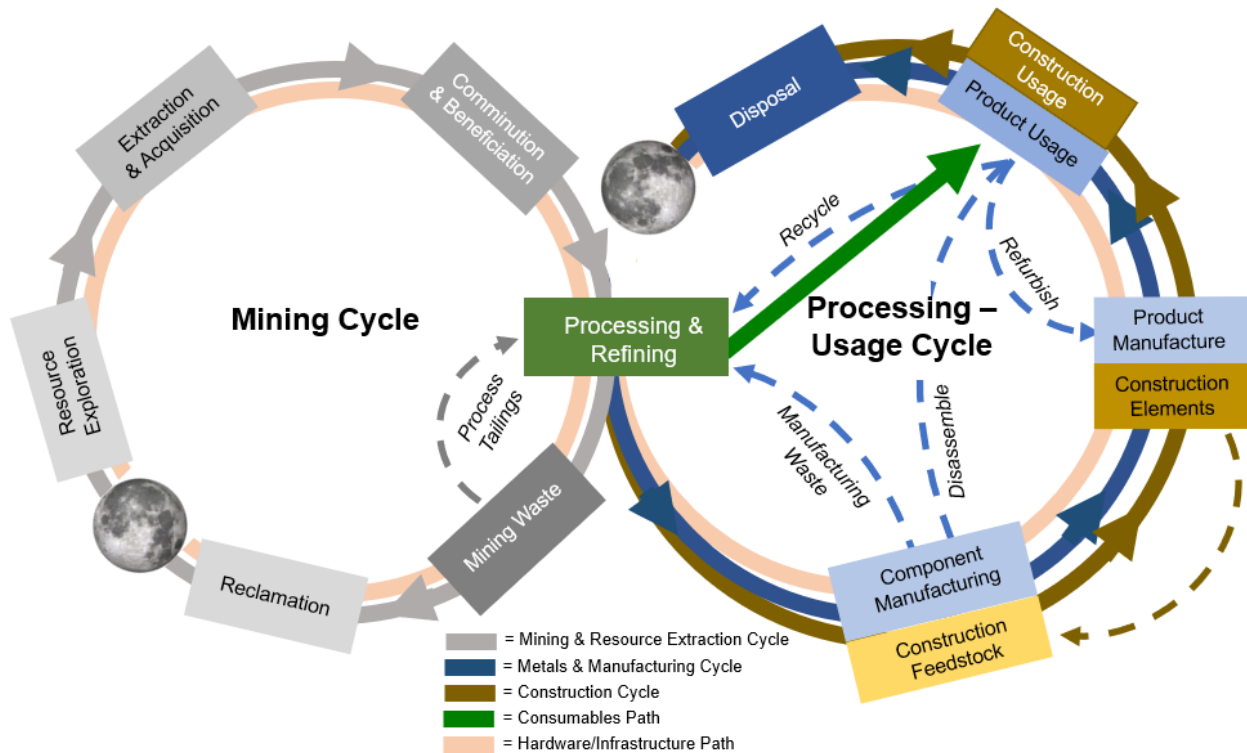 Extraction
& Acquisition
Comminution
& Beneficiation
Resource
Exploration
Mining Cycle
Process
Tailings
Mining Waste
Reclamation
Processing &
Refining
Disposal
Construction
Usage
Product Usage
Recycle
Refurbish
Processing –
Usage Cycle
Product
Manufacture
Construction
Elements
Manufacturing
Waste
Disassemble
Component
Manufacturing
Construction
Feedstock
= Mining & Resource Extraction Cycle
= Metals & Manufacturing Cycle
= Construction Cycle
= Consumables Path
= Hardware/Infrastructure Path